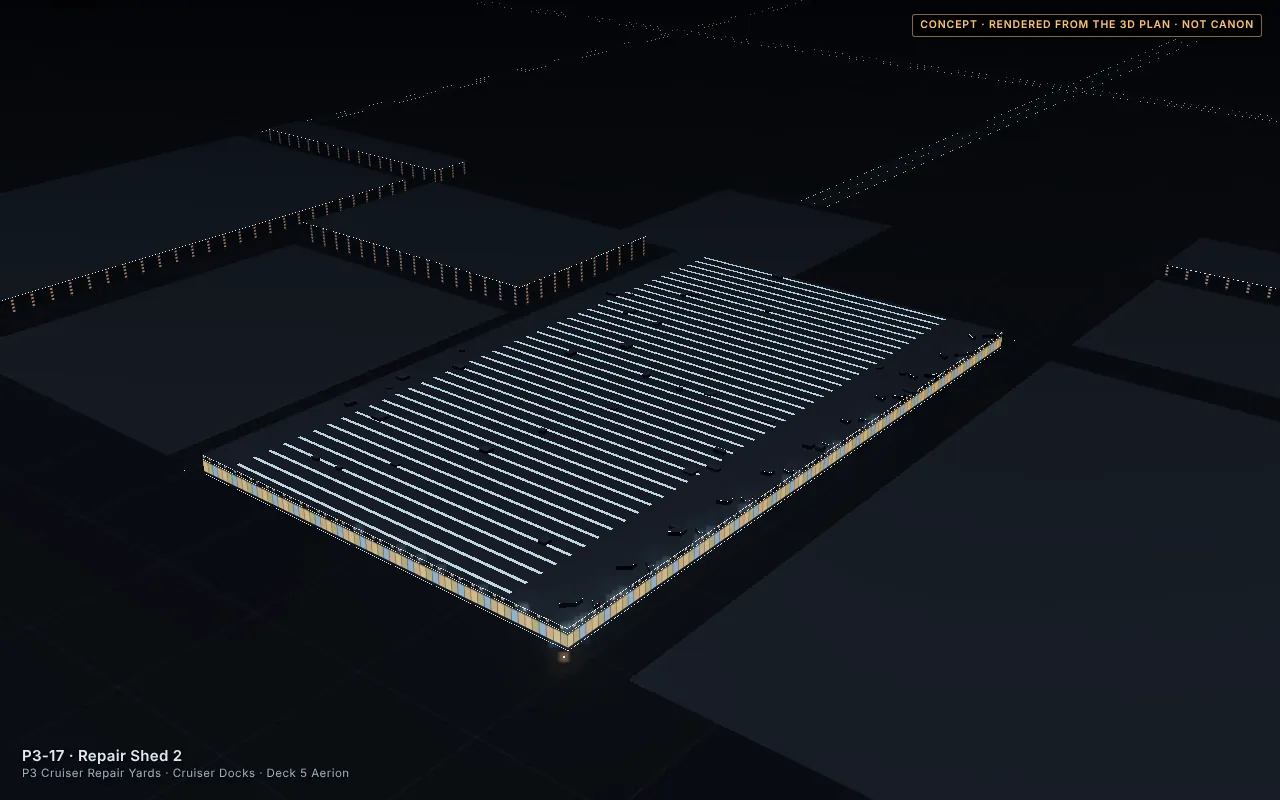 CONCEPT · RENDERED FROM THE 3D PLAN · NOT CANON
P3-17 · Repair Shed 2
P3 Cruiser Repair Yards · Cruiser Docks · Deck 5 Aerion